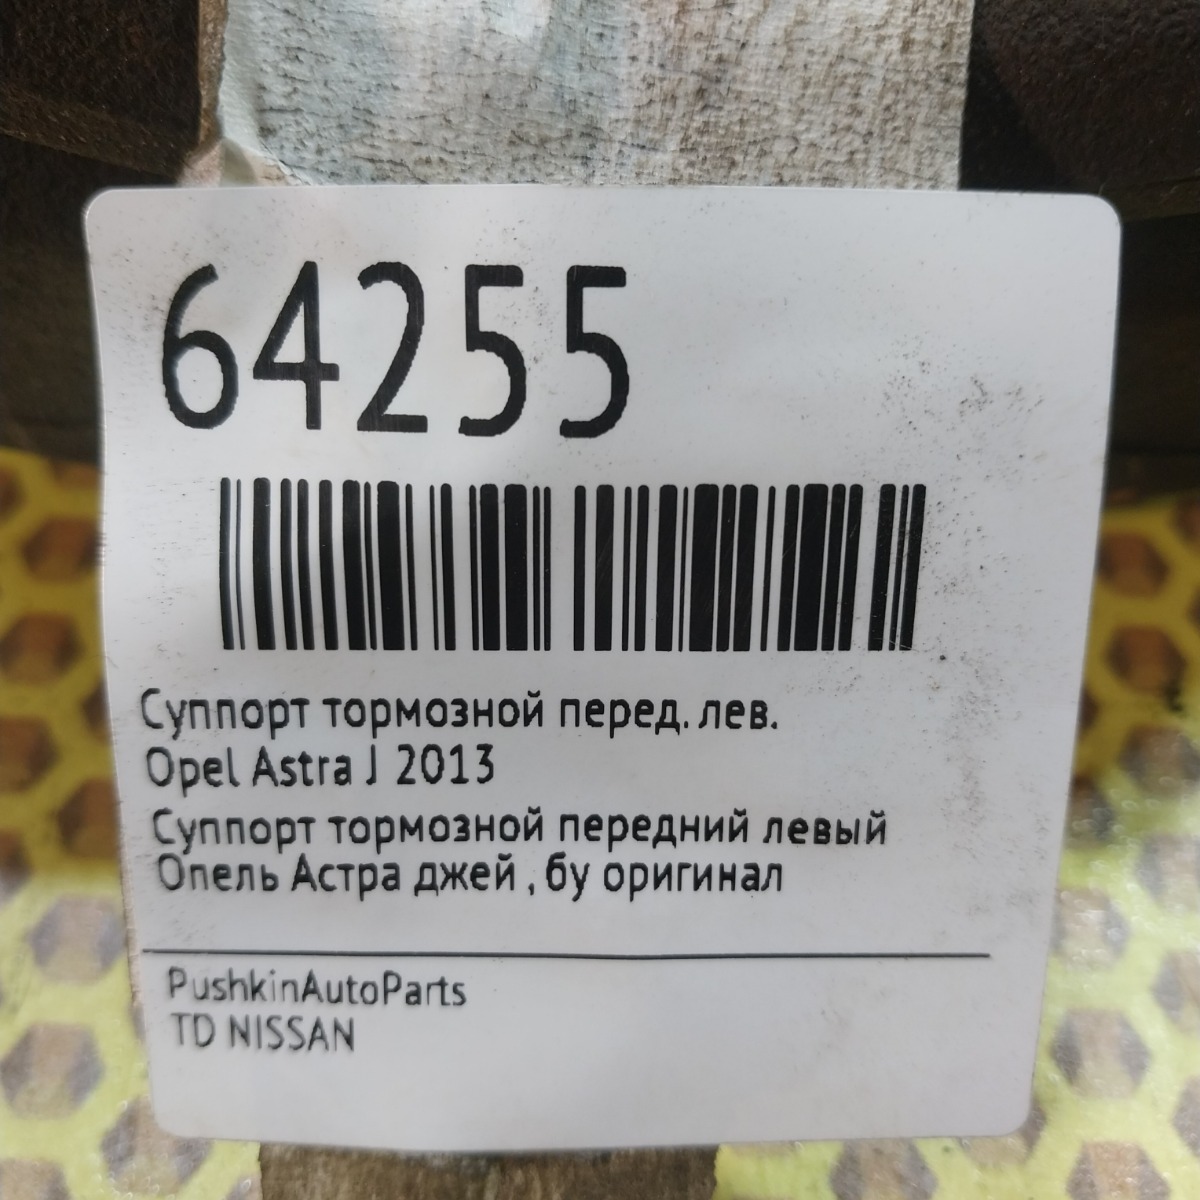 64255
Суппорт тормозной перед. лев.
Opel Astra J 2013
Суппорт тормозной передний левый
Опель Астра джей , бу оригинал
PushkinAutoParts
TD NISSAN